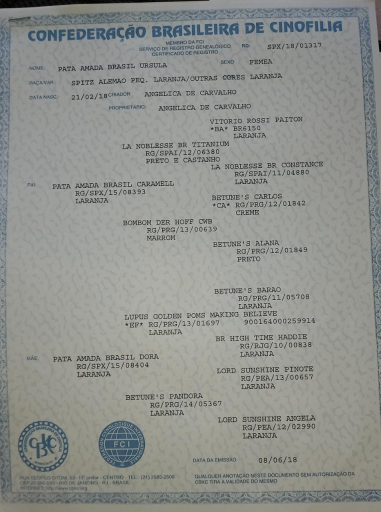 CONFEDERAÇÃO BRASILEIRA DE CINOFILIA
MEMBRO DA FCI
SERVIÇO DE REGISTRO GENEALÓGICO
CERTIFICADO DE REGISTRO
RG: SPX/18/01317
NOME: PATA AMADA BRASIL URSULA SEXO: FEMEA
RAÇA/VAR: SPITZ ALEMAO PEQ. LARANJA/OUTRAS CORES LARANJA
DATA NASC. 21/02/18 CRIADOR: ANGELICA DE CARVALHO
PROPRIETÁRIO: ANGELICA DE CARVALHO
VITORIO ROSSI PAITON
*BA* BR6150
LARANJA
LA NOBLESSE BR TITANIUM
RG/SPAI/12/06380
PRETO E CASTANHO
LA NOBLESSE BR CONSTANCE
RG/SPAI/11/04880
LARANJA
PAI: PATA AMADA BRASIL CARAMELL
RG/SPX/15/08393
LARANJA
BETUNE'S CARLOS
*CA* RG/PRG/12/01842
CREME
BOMBOM DER HOFF CWB
RG/PRG/13/00639
MARROM
BETUNE'S ALANA
RG/PRG/12/01849
PRETO
BETUNE'S BARAO
RG/PRG/11/05708
LARANJA
LUPUS GOLDEN POMS MAKING BELIEVE
*EF* RG/PRG/13/01697 900164000259914
LARANJA
BR HIGH TIME HADDIE
RG/RJG/10/00838
LARANJA
MÃE: PATA AMADA BRASIL DORA
RG/SPX/15/08404
LARANJA
LORD SUNSHINE PINOTE
RG/PEA/13/00657
LARANJA
BETUNE'S PANDORA
RG/PRG/14/05367
LARANJA
LORD SUNSHINE ANGELA
RG/PEA/12/02990
LARANJA
CBKC
FCI
DATA DA EMISSÃO 08/06/18
QUALQUER ANOTAÇÃO NESTE DOCUMENTO SEM AUTORIZAÇÃO DA
CBKC TIRA A VALIDADE DO MESMO